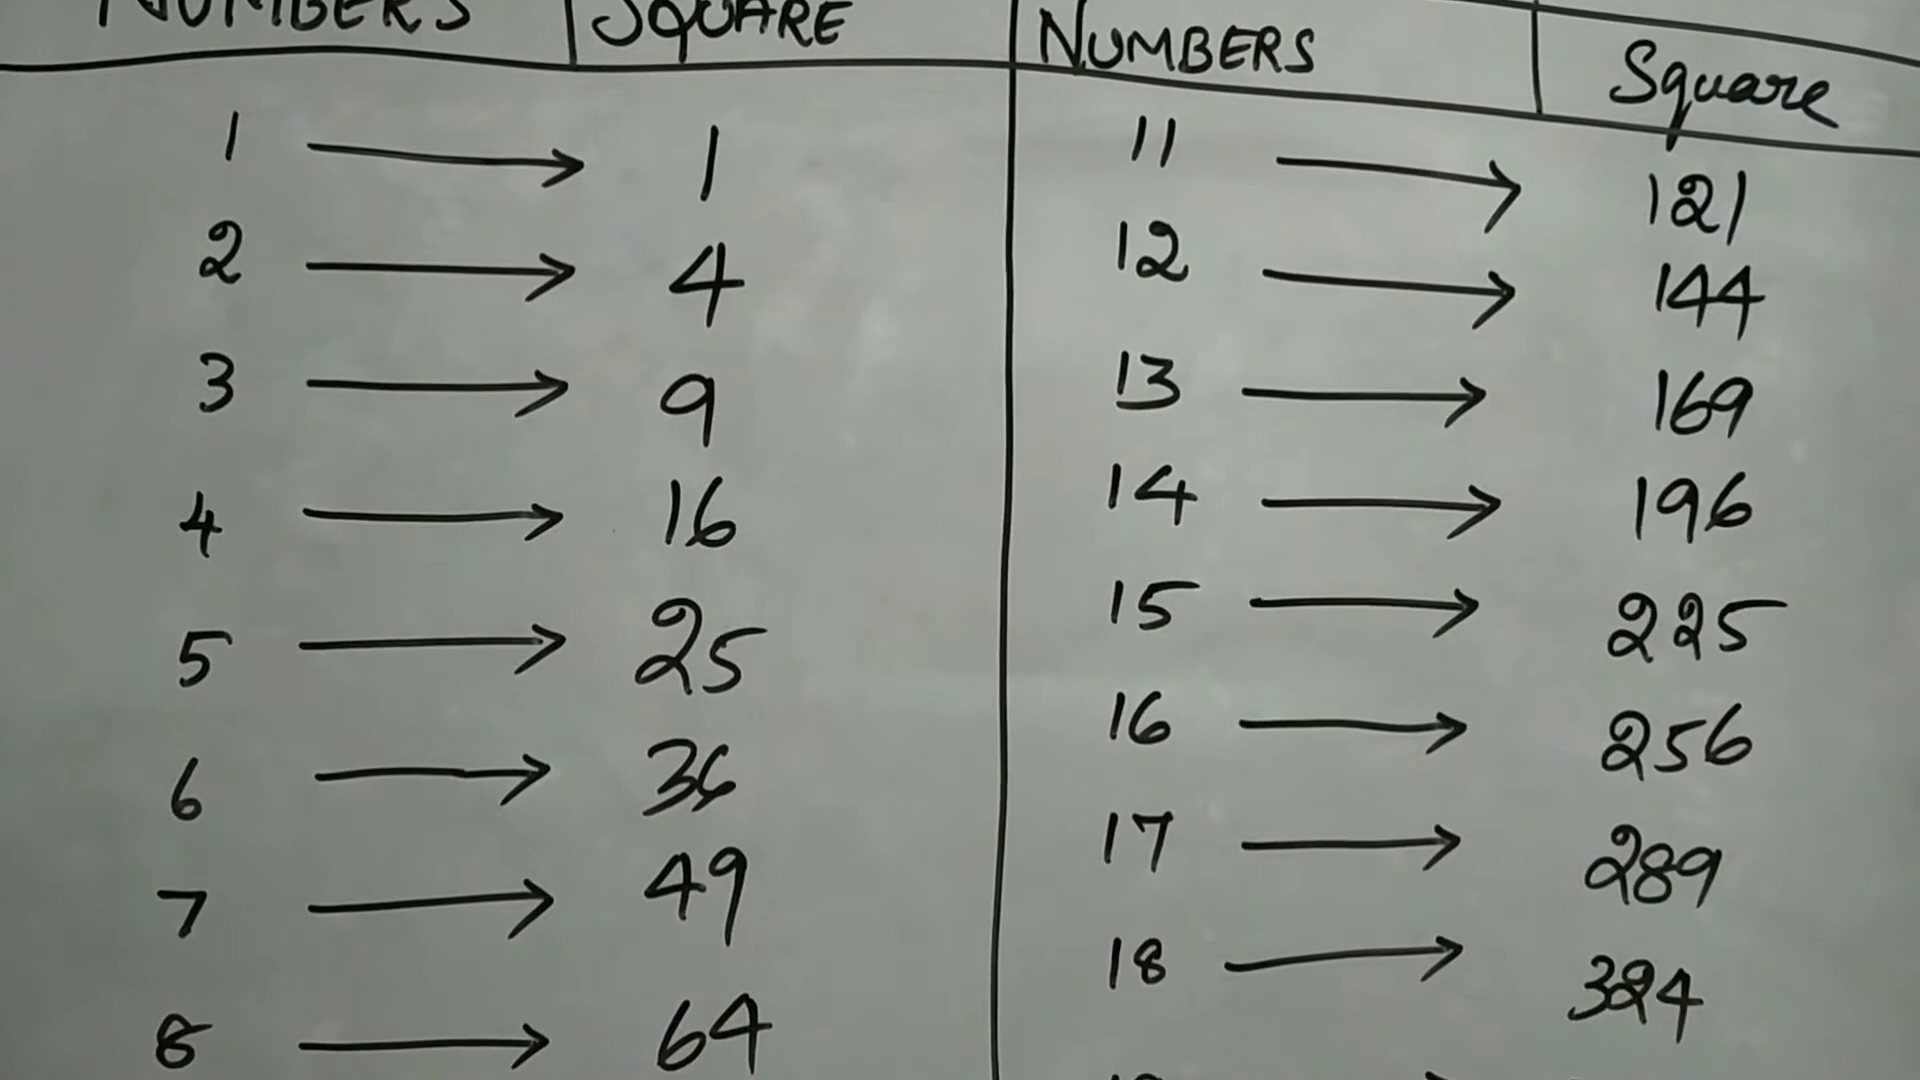 NUMBERS SQUARE
1 → 1
2 → 4
3 → 9
4 → 16
5 → 25
6 → 36
7 → 49
8 → 64
NUMBERS Square
11 → 121
12 → 144
13 → 169
14 → 196
15 → 225
16 → 256
17 → 289
18 → 324